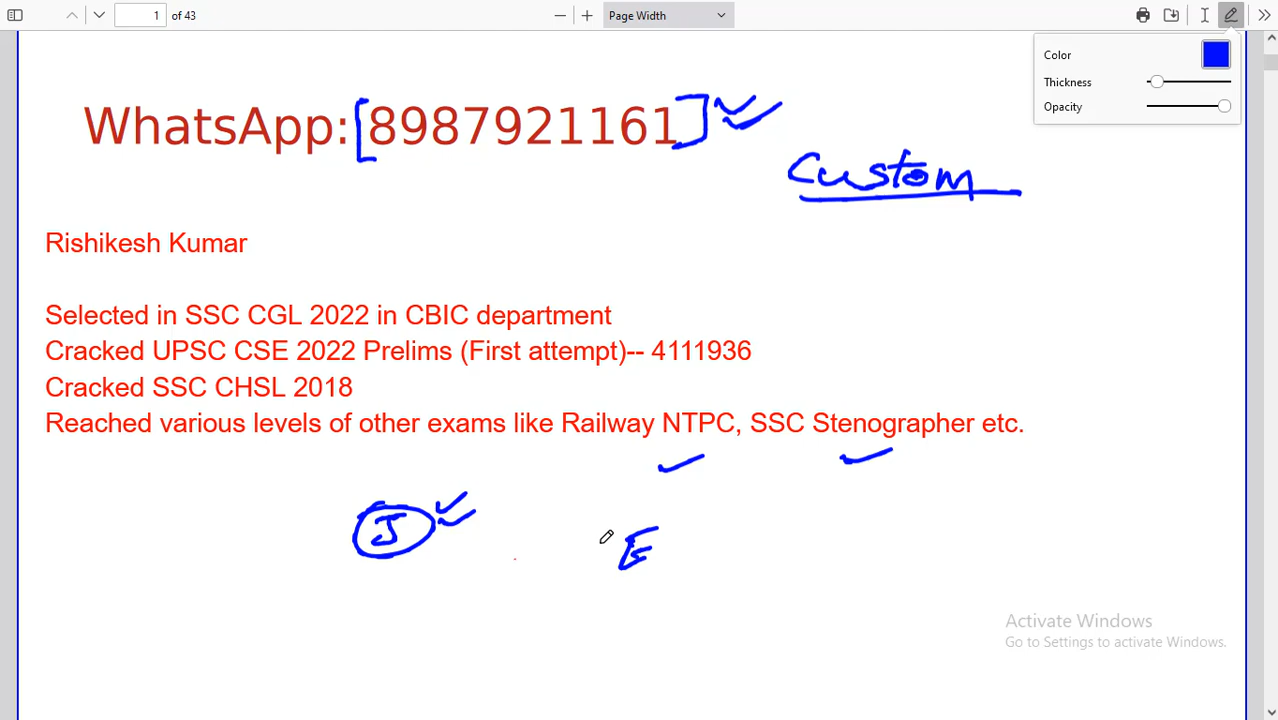 1 of 43
Page Width
Color
Thickness
Opacity
WhatsApp:[8987921161]
Custom
Rishikesh Kumar
Selected in SSC CGL 2022 in CBIC department
Cracked UPSC CSE 2022 Prelims (First attempt)-- 4111936
Cracked SSC CHSL 2018
Reached various levels of other exams like Railway NTPC, SSC Stenographer etc.
J
E
Activate Windows
Go to Settings to activate Windows.